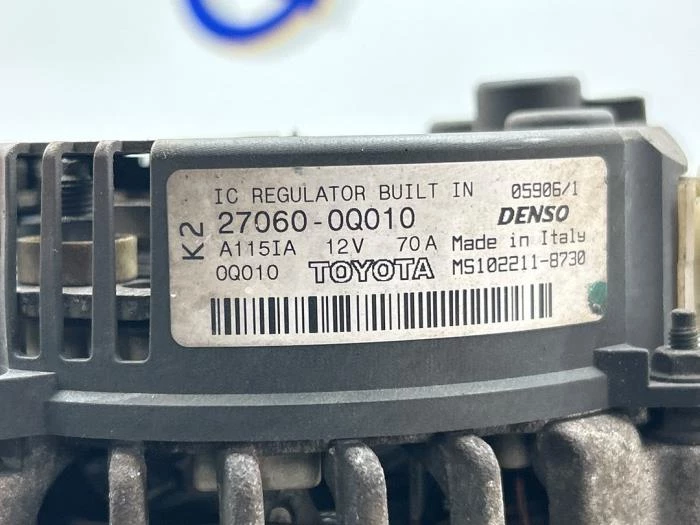 IC REGULATOR BUILT IN 05906/1
K2 27060-0Q010 DENSO
A115IA 12V 70A Made in Italy
0Q010 TOYOTA MS102211-8730